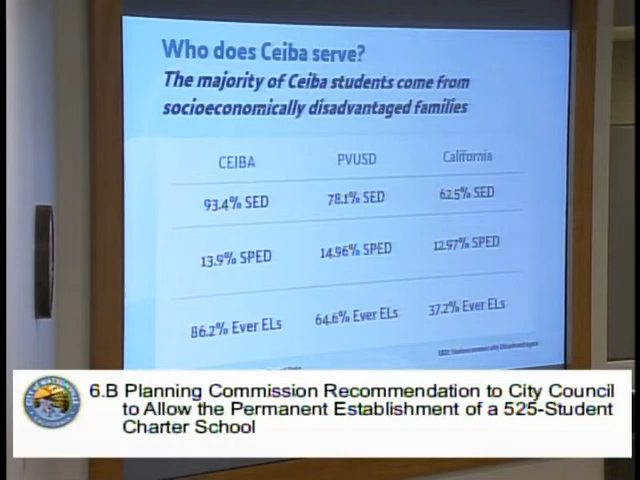 Who does Ceiba serve?
The majority of Ceiba students come from
socioeconomically disadvantaged families
CEIBA PVUSD California
93.4% SED 78.1% SED 62.5% SED
13.9% SPED 14.96% SPED 12.97% SPED
86.2% Ever ELs 64.6% Ever ELs 37.2% Ever ELs
6.B Planning Commission Recommendation to City Council
to Allow the Permanent Establishment of a 525-Student
Charter School